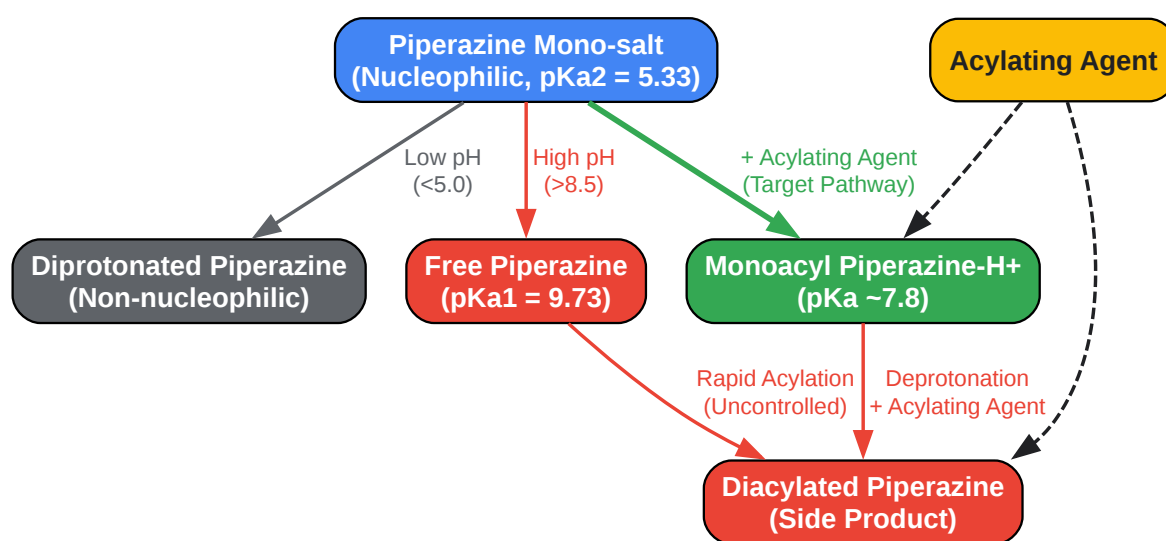 Piperazine Mono-salt
(Nucleophilic, pKa2 = 5.33)
Acylating Agent
Low pH
(<5.0)
High pH
(>8.5)
+ Acylating Agent
(Target Pathway)
Diprotonated Piperazine
(Non-nucleophilic)
Free Piperazine
(pKa1 = 9.73)
Monoacyl Piperazine-H+
(pKa ~7.8)
Rapid Acylation
(Uncontrolled)
Deprotonation
+ Acylating Agent
Diacylated Piperazine
(Side Product)